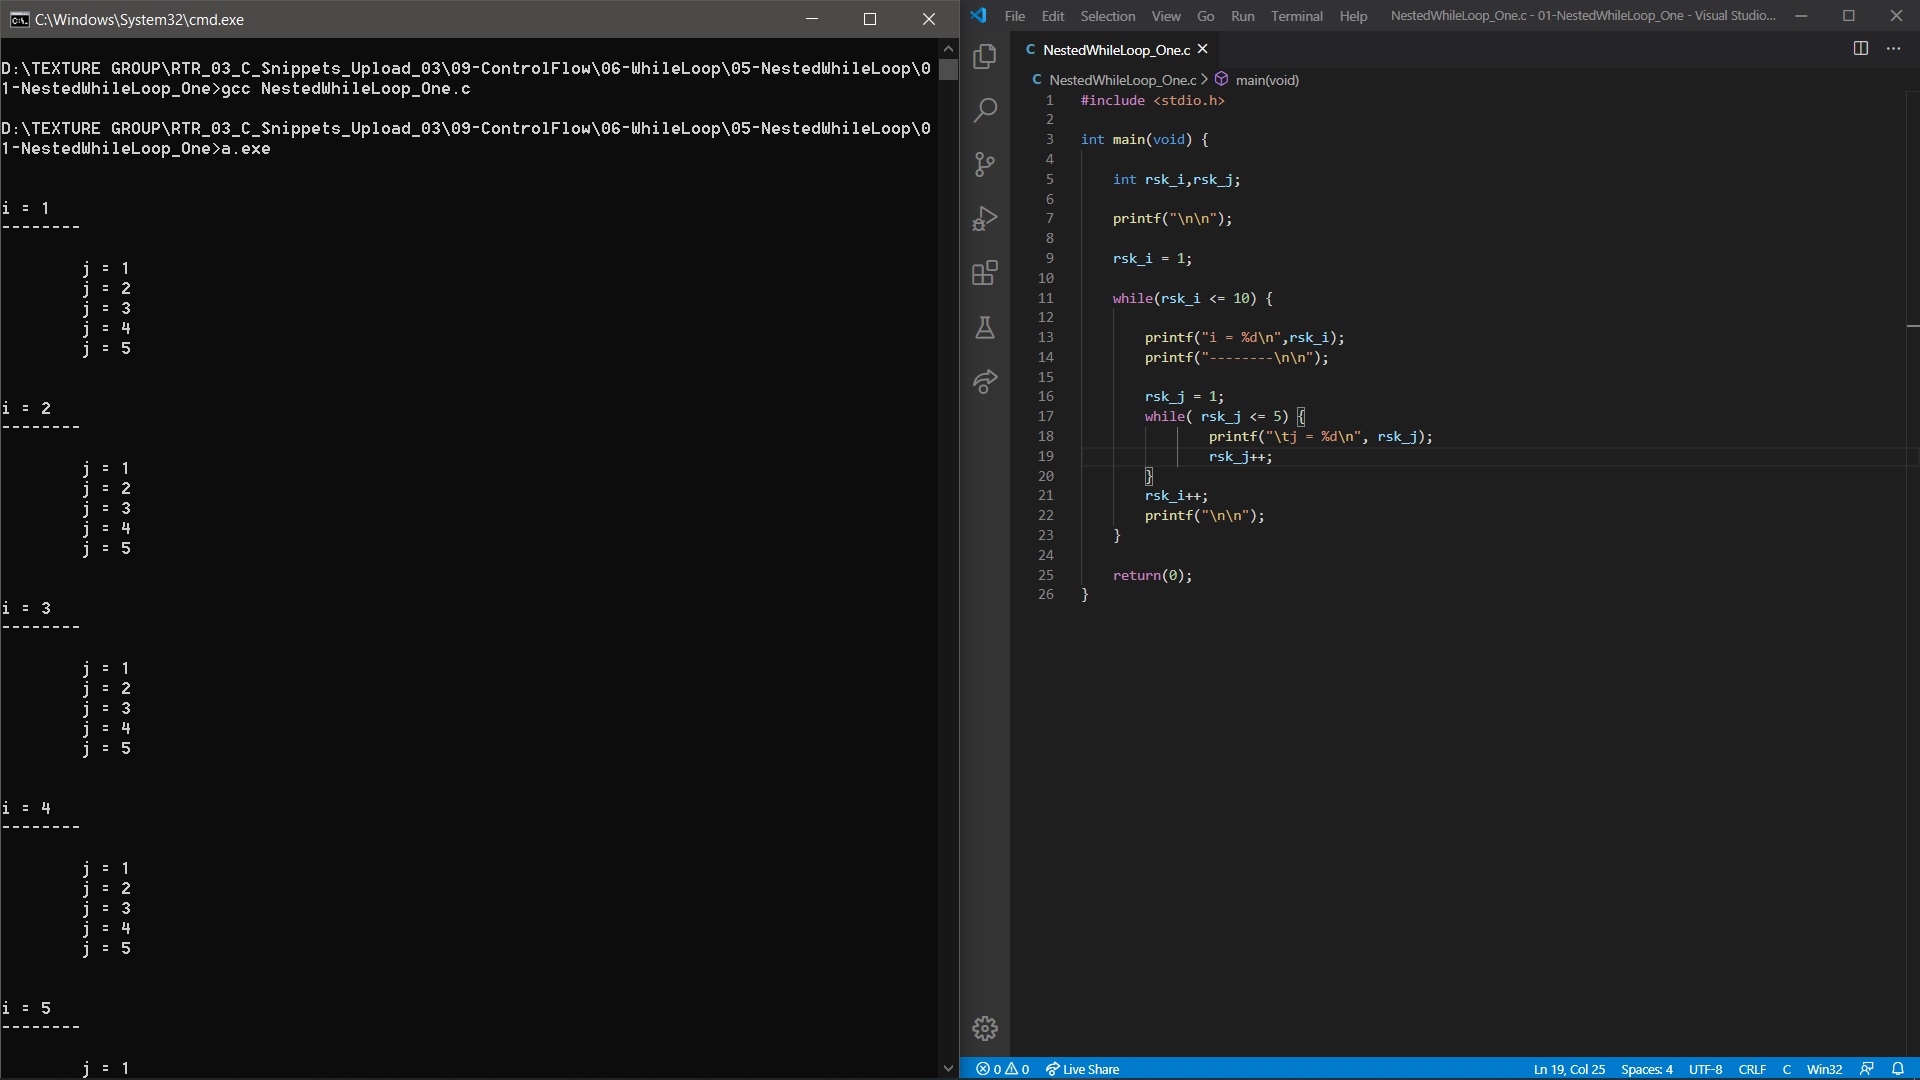 C:\Windows\System32\cmd.exe
D:\TEXTURE GROUP\RTR_03_C_Snippets_Upload_03\09-ControlFlow\06-WhileLoop\05-NestedWhileLoop\0
1-NestedWhileLoop_One>gcc NestedWhileLoop_One.c
D:\TEXTURE GROUP\RTR_03_C_Snippets_Upload_03\09-ControlFlow\06-WhileLoop\05-NestedWhileLoop\0
1-NestedWhileLoop_One>a.exe
i = 1
--------
j = 1
j = 2
j = 3
j = 4
j = 5
i = 2
--------
j = 1
j = 2
j = 3
j = 4
j = 5
i = 3
--------
j = 1
j = 2
j = 3
j = 4
j = 5
i = 4
--------
j = 1
j = 2
j = 3
j = 4
j = 5
i = 5
--------
j = 1
File Edit Selection View Go Run Terminal Help NestedWhileLoop_One.c - 01-NestedWhileLoop_One - Visual Studio...
C NestedWhileLoop_One.c
C NestedWhileLoop_One.c > main(void)
1 #include <stdio.h>
2
3 int main(void) {
4
5 int rsk_i,rsk_j;
6
7 printf("\n\n");
8
9 rsk_i = 1;
10
11 while(rsk_i <= 10) {
12
13 printf("i = %d\n",rsk_i);
14 printf("--------\n\n");
15
16 rsk_j = 1;
17 while( rsk_j <= 5) {
18 printf("\tj = %d\n", rsk_j);
19 rsk_j++;
20 }
21 rsk_i++;
22 printf("\n\n");
23 }
24
25 return(0);
26 }
0 0 Live Share Ln 19, Col 25 Spaces: 4 UTF-8 CRLF C Win32